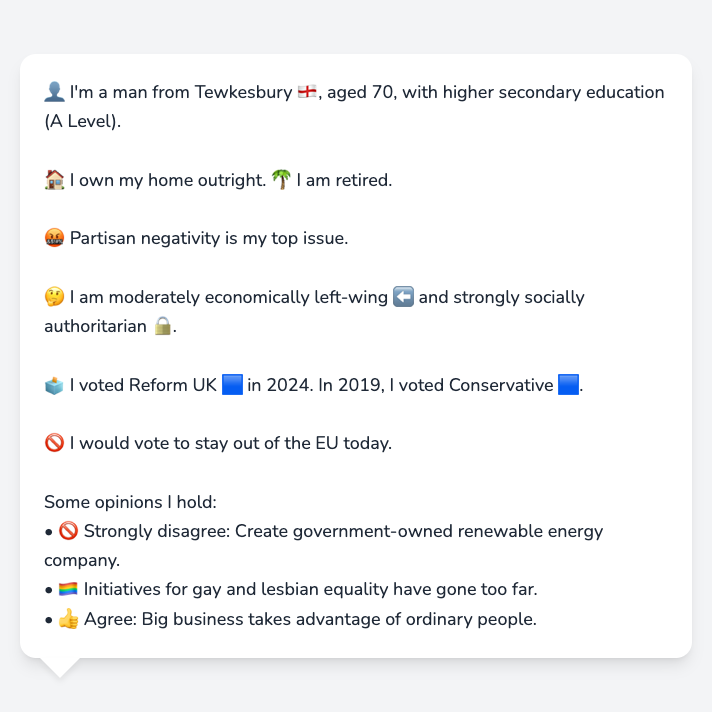 👤 I'm a man from Tewkesbury 🏴󠁧󠁢󠁥󠁮󠁧󠁿, aged 70, with higher secondary education
(A Level).
🏠 I own my home outright. 🌴 I am retired.
🤬 Partisan negativity is my top issue.
🤔 I am moderately economically left-wing ⬅️ and strongly socially
authoritarian 🔒.
🗳️ I voted Reform UK 🟦 in 2024. In 2019, I voted Conservative 🟦.
🚫 I would vote to stay out of the EU today.
Some opinions I hold:
• 🚫 Strongly disagree: Create government-owned renewable energy
company.
• 🏳️‍🌈 Initiatives for gay and lesbian equality have gone too far.
• 👍 Agree: Big business takes advantage of ordinary people.